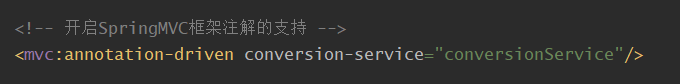 <!-- 开启SpringMVC框架注解的支持 -->
<mvc:annotation-driven conversion-service="conversionService"/>